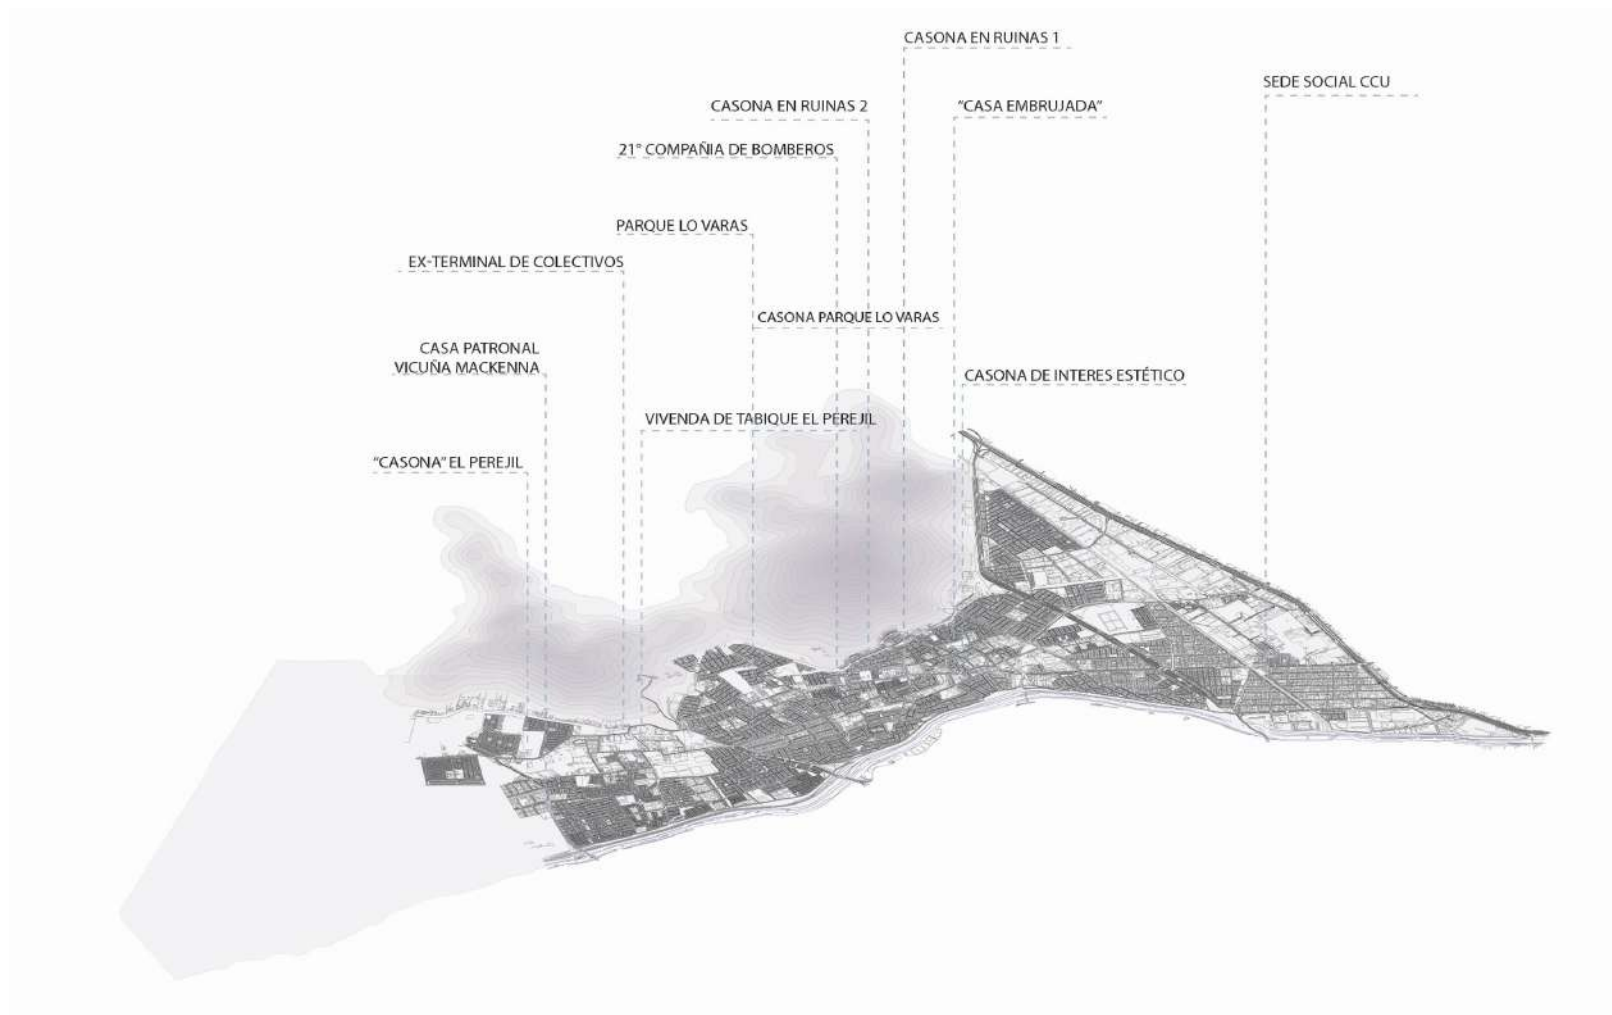 CASONA EN RUINAS 1
SEDE SOCIAL CCU
CASONA EN RUINAS 2
“CASA EMBRUJADA”
21° COMPAÑIA DE BOMBEROS
PARQUE LO VARAS
EX-TERMINAL DE COLECTIVOS
CASONA PARQUE LO VARAS
CASA PATRONAL
VICUÑA MACKENNA
CASONA DE INTERES ESTÉTICO
VIVENDA DE TABIQUE EL PEREJIL
“CASONA” EL PEREJIL